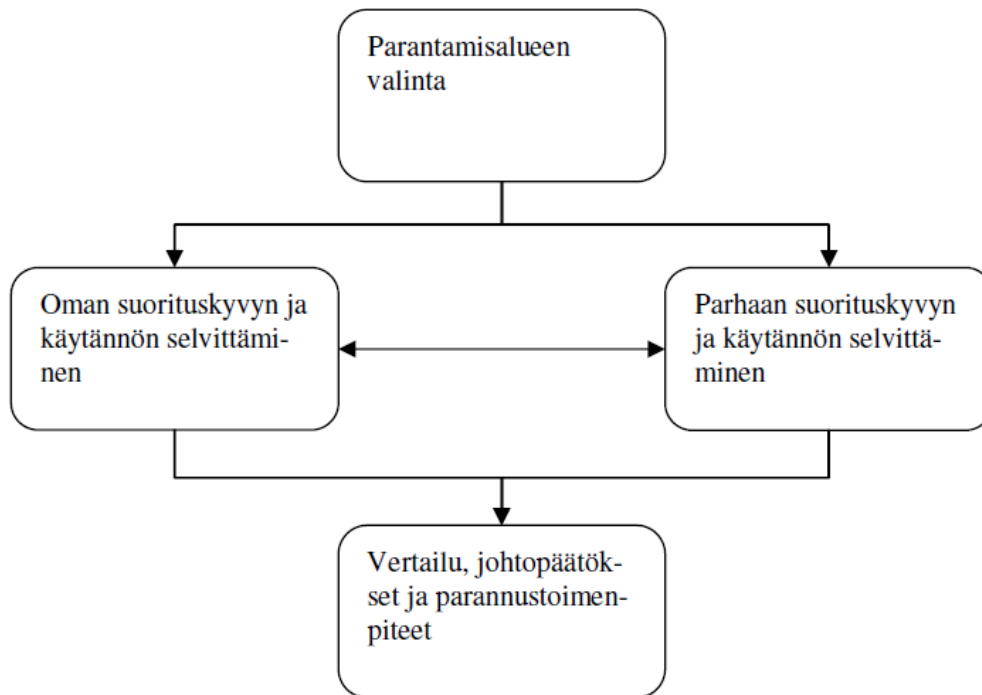 Parantamisalueen
valinta
Oman suorituskyvyn ja
käytännön selvittämi-
nen
Parhaan suorituskyvyn
ja käytännön selvittä-
minen
Vertailu, johtopäätök-
set ja parannustoimen-
piteet